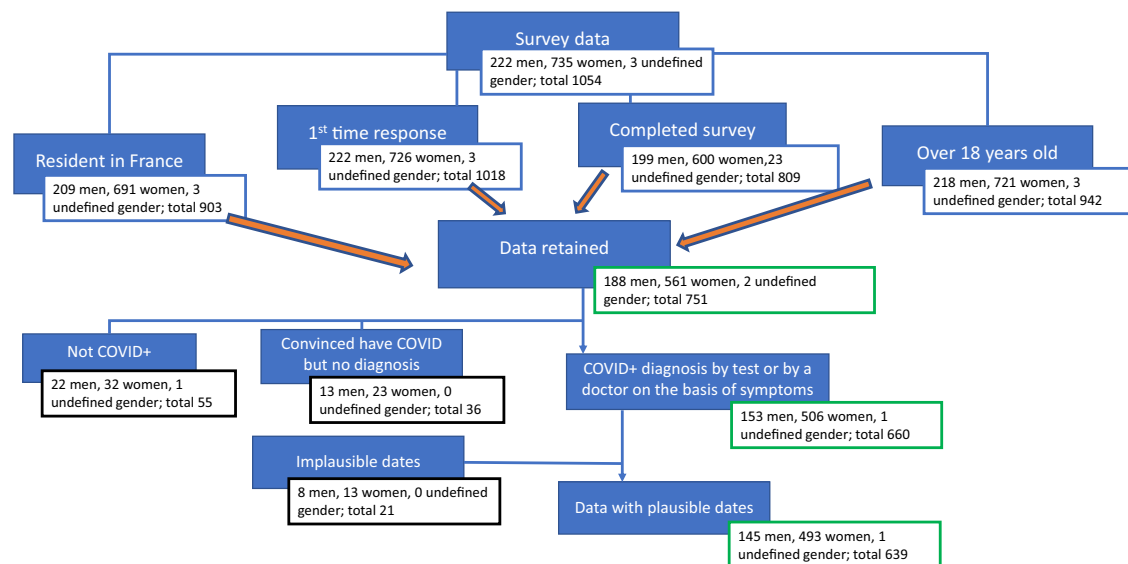 Survey data
222 men, 735 women, 3 undefined
gender; total 1054
1st time response
222 men, 726 women, 3
undefined gender; total 1018
Completed survey
199 men, 600 women,23
undefined gender; total 809
Resident in France
209 men, 691 women, 3
undefined gender; total 903
Over 18 years old
218 men, 721 women, 3
undefined gender; total 942
Data retained
188 men, 561 women, 2 undefined
gender; total 751
Not COVID+
22 men, 32 women, 1
undefined gender; total 55
Convinced have COVID
but no diagnosis
13 men, 23 women, 0
undefined gender; total 36
COVID+ diagnosis by test or by a
doctor on the basis of symptoms
153 men, 506 women, 1
undefined gender; total 660
Implausible dates
8 men, 13 women, 0 undefined
gender; total 21
Data with plausible dates
145 men, 493 women, 1
undefined gender; total 639